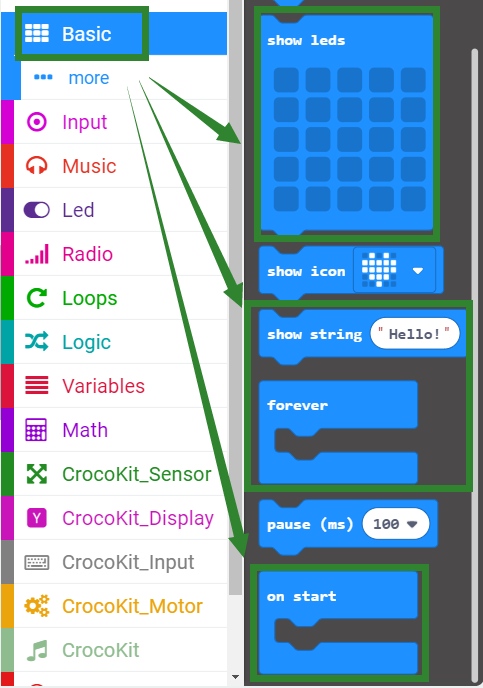 Basic
more
Input
Music
Led
Radio
Loops
Logic
Variables
Math
CrocoKit_Sensor
CrocoKit_Display
CrocoKit_Input
CrocoKit_Motor
CrocoKit
show leds
show icon
show string "Hello!"
forever
pause (ms) 100
on start